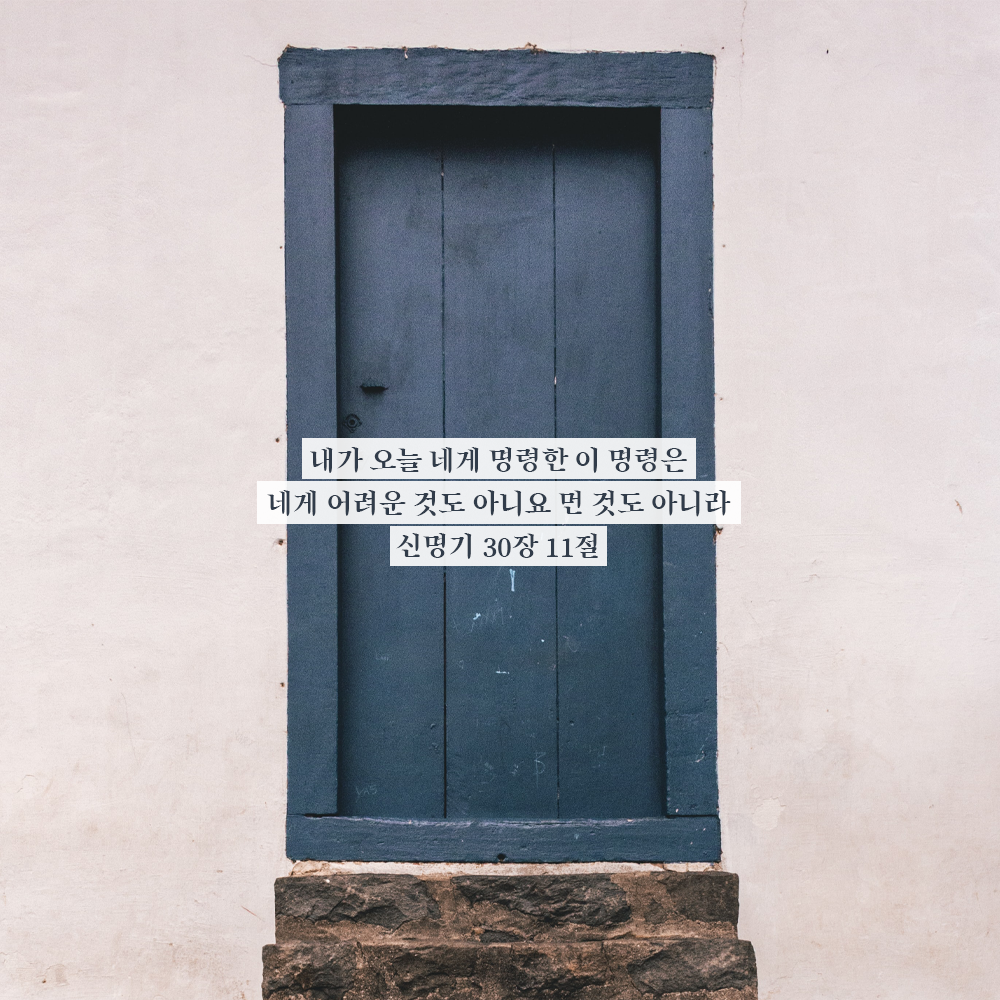 내가 오늘 네게 명령한 이 명령은
네게 어려운 것도 아니요 먼 것도 아니라
신명기 30장 11절